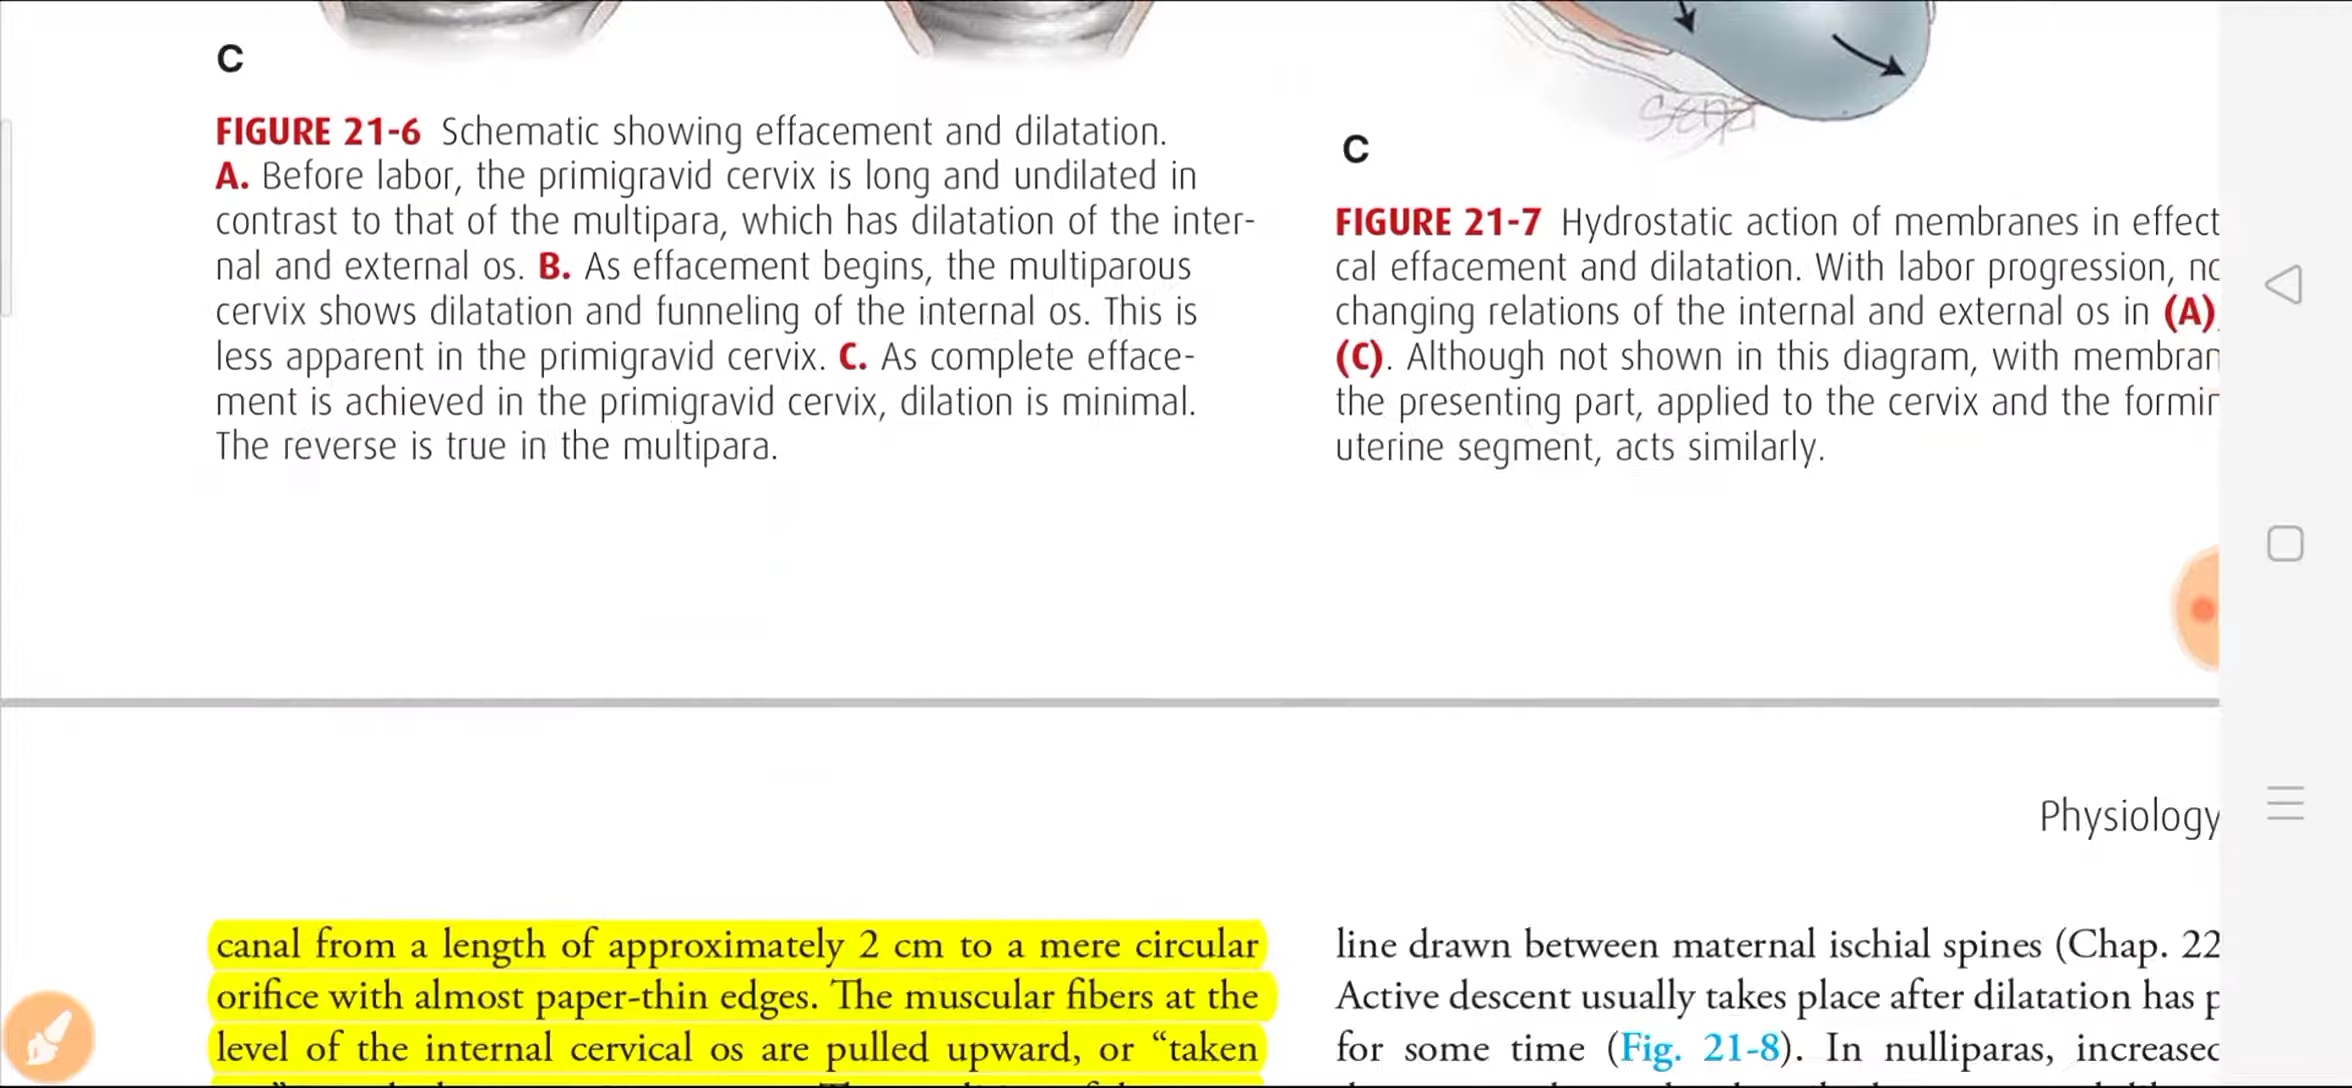 C
FIGURE 21-6 Schematic showing effacement and dilatation.
A. Before labor, the primigravid cervix is long and undilated in
contrast to that of the multipara, which has dilatation of the inter-
nal and external os. B. As effacement begins, the multiparous
cervix shows dilatation and funneling of the internal os. This is
less apparent in the primigravid cervix. C. As complete efface-
ment is achieved in the primigravid cervix, dilation is minimal.
The reverse is true in the multipara.
C
FIGURE 21-7 Hydrostatic action of membranes in effect
cal effacement and dilatation. With labor progression, no
changing relations of the internal and external os in (A)
(C). Although not shown in this diagram, with membran
the presenting part, applied to the cervix and the formin
uterine segment, acts similarly.
Physiology
canal from a length of approximately 2 cm to a mere circular
orifice with almost paper-thin edges. The muscular fibers at the
level of the internal cervical os are pulled upward, or “taken
line drawn between maternal ischial spines (Chap. 22
Active descent usually takes place after dilatation has p
for some time (Fig. 21-8). In nulliparas, increased